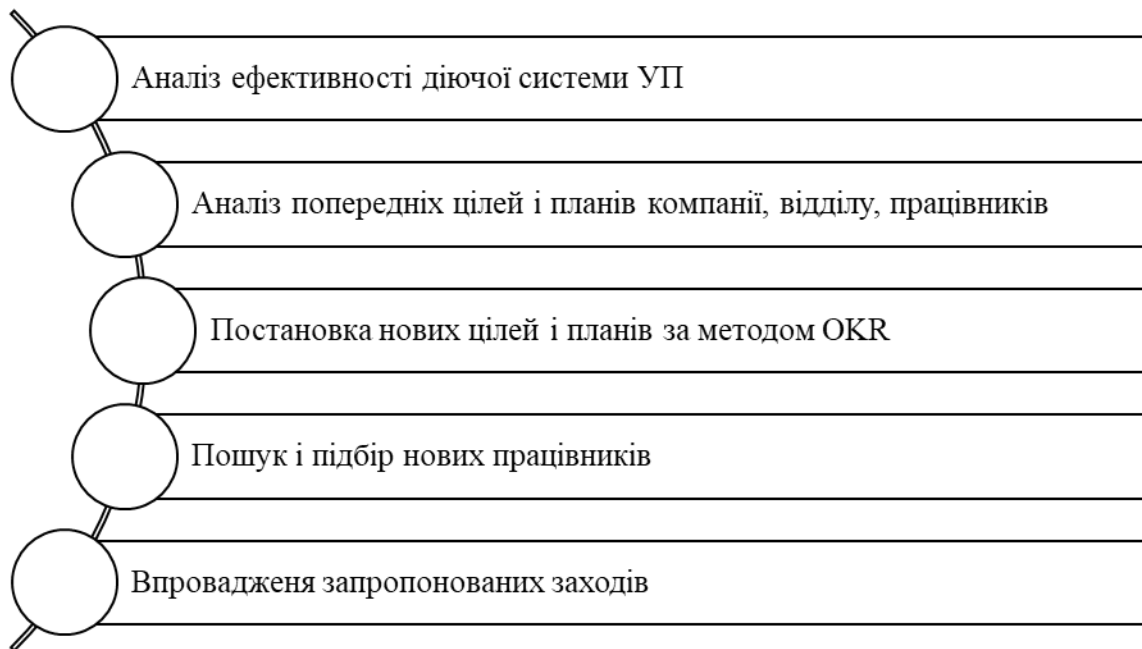 Аналіз ефективності діючої системи УП
Аналіз попередніх цілей і планів компанії, відділу, працівників
Постановка нових цілей і планів за методом OKR
Пошук і підбір нових працівників
Впровадженя запропонованих заходів